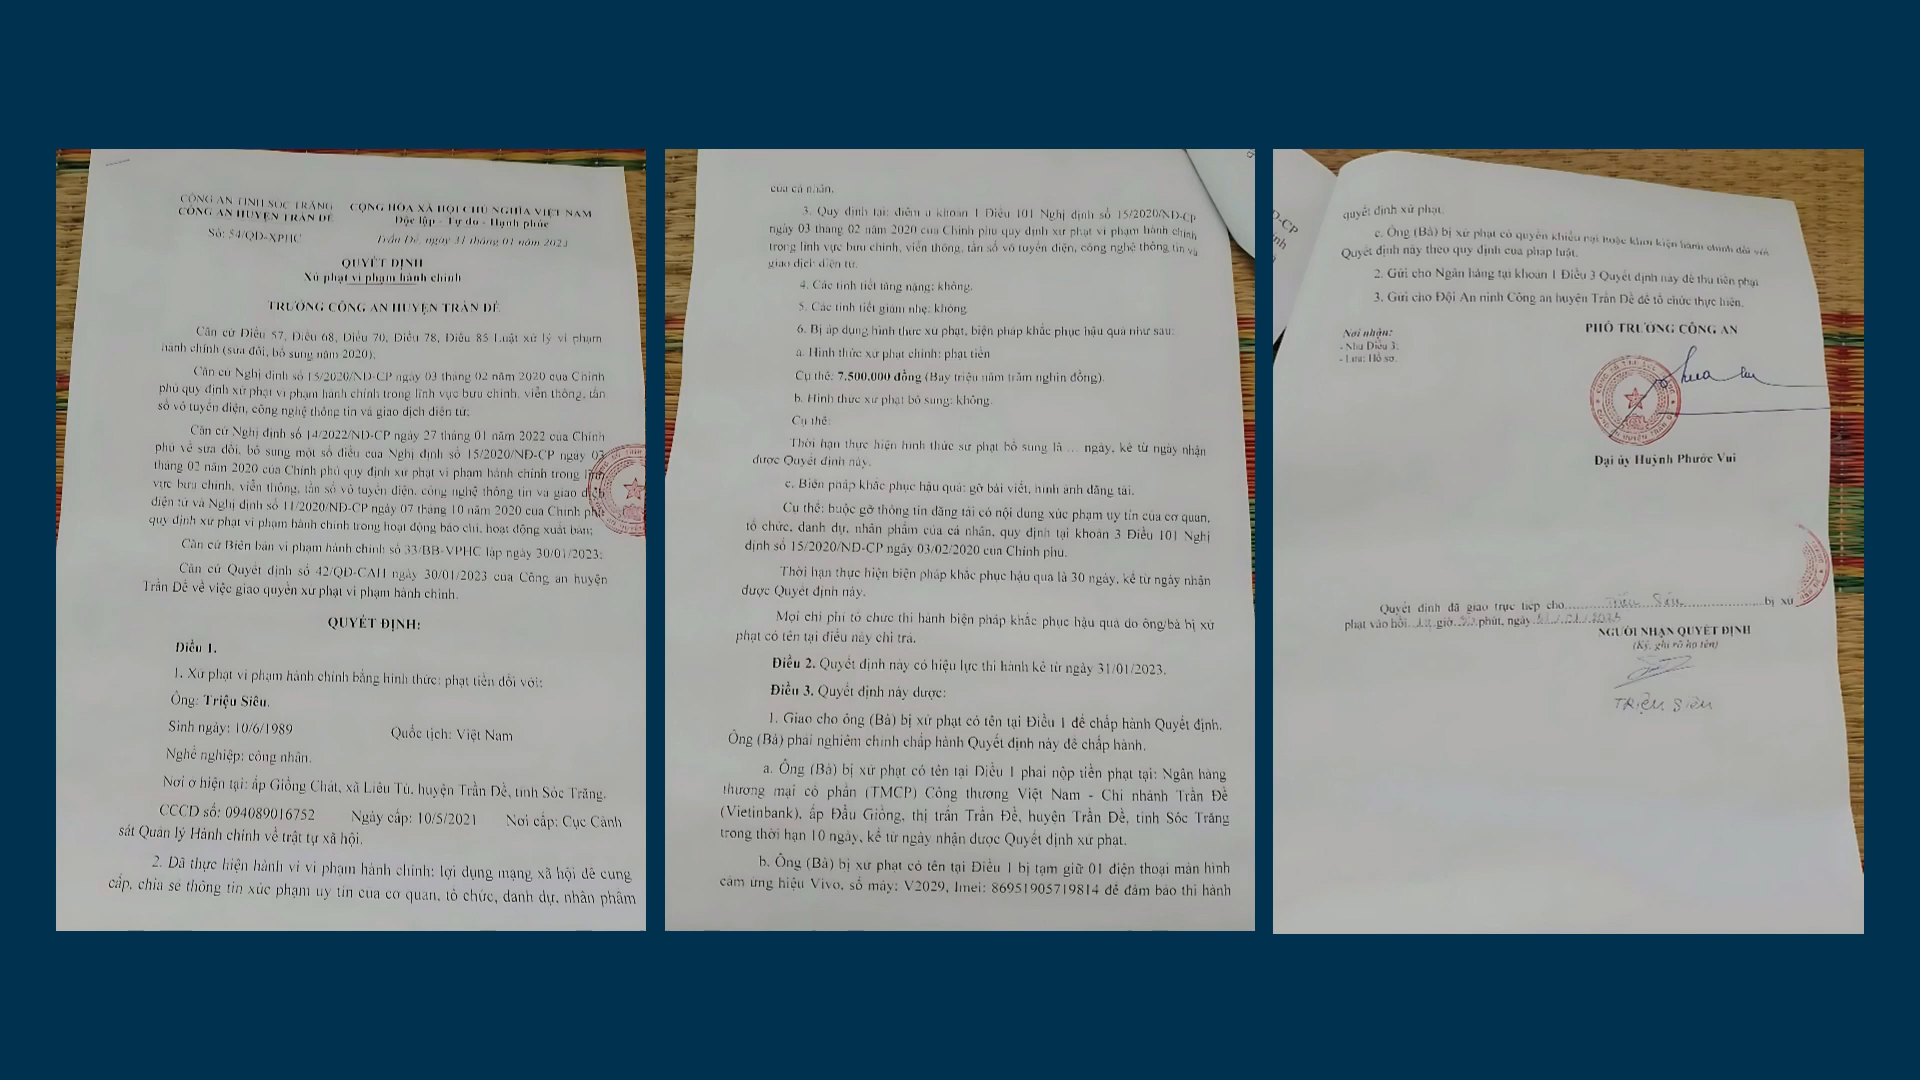 CÔNG AN TỈNH SÓC TRĂNG
CÔNG AN HUYỆN TRẦN ĐỀ
Số: 54/QĐ-XPHC
CỘNG HÒA XÃ HỘI CHỦ NGHĨA VIỆT NAM
Độc lập - Tự do - Hạnh phúc
Trần Đề, ngày 31 tháng 01 năm 2023
QUYẾT ĐỊNH
Xử phạt vi phạm hành chính
TRƯỞNG CÔNG AN HUYỆN TRẦN ĐỀ
Căn cứ Điều 57, Điều 68, Điều 70, Điều 78, Điều 85 Luật xử lý vi phạm
hành chính (sửa đổi, bổ sung năm 2020);
Căn cứ Nghị định số 15/2020/NĐ-CP ngày 03 tháng 02 năm 2020 của Chính
phủ quy định xử phạt vi phạm hành chính trong lĩnh vực bưu chính, viễn thông, tần
số vô tuyến điện, công nghệ thông tin và giao dịch điện tử;
Căn cứ Nghị định số 14/2022/NĐ-CP ngày 27 tháng 01 năm 2022 của Chính
phủ về sửa đổi, bổ sung một số điều của Nghị định số 15/2020/NĐ-CP ngày 03
tháng 02 năm 2020 của Chính phủ quy định xử phạt vi phạm hành chính trong lĩnh
vực bưu chính, viễn thông, tần số vô tuyến điện, công nghệ thông tin và giao dịch
điện tử và Nghị định số 11/2020/NĐ-CP ngày 07 tháng 10 năm 2020 của Chính phủ
quy định xử phạt vi phạm hành chính trong hoạt động báo chí, hoạt động xuất bản;
Căn cứ Biên bản vi phạm hành chính số 33/BB-VPHC lập ngày 30/01/2023;
Căn cứ Quyết định số 42/QĐ-CAH ngày 30/01/2023 của Công an huyện
Trần Đề về việc giao quyền xử phạt vi phạm hành chính.
QUYẾT ĐỊNH:
Điều 1.
1. Xử phạt vi phạm hành chính bằng hình thức: phạt tiền đối với:
Ông: Triệu Siêu.
Sinh ngày: 10/6/1989 Quốc tịch: Việt Nam
Nghề nghiệp: công nhân.
Nơi ở hiện tại: ấp Giồng Chát, xã Liêu Tú, huyện Trần Đề, tỉnh Sóc Trăng.
CCCD số: 094089016752 Ngày cấp: 10/5/2021 Nơi cấp: Cục Cảnh
sát Quản lý Hành chính về trật tự xã hội.
2. Đã thực hiện hành vi vi phạm hành chính: lợi dụng mạng xã hội để cung
cấp, chia sẻ thông tin xúc phạm uy tín của cơ quan, tổ chức, danh dự, nhân phẩm
của cá nhân.
3. Quy định tại: điểm a khoản 1 Điều 101 Nghị định số 15/2020/NĐ-Cp
ngày 03 tháng 02 năm 2020 của Chính phủ quy định xử phạt vi phạm hành chính
trong lĩnh vực bưu chính, viễn thông, tần số vô tuyến điện, công nghệ thông tin và
giao dịch điện tử.
4. Các tình tiết tăng nặng: không.
5. Các tình tiết giảm nhẹ: không.
6. Bị áp dụng hình thức xử phạt, biện pháp khắc phục hậu quả như sau:
a. Hình thức xử phạt chính: phạt tiền
Cụ thể: 7.500.000 đồng (Bảy triệu năm trăm nghìn đồng).
b. Hình thức xử phạt bổ sung: không.
Cụ thể:
Thời hạn thực hiện hình thức sử phạt bổ sung là ... ngày, kể từ ngày nhận
được Quyết định này.
c. Biện pháp khắc phục hậu quả: gỡ bài viết, hình ảnh đăng tải.
Cụ thể: buộc gỡ thông tin đăng tải có nội dung xúc phạm uy tín của cơ quan,
tổ chức, danh dự, nhân phẩm của cá nhân, quy định tại khoản 3 Điều 101 Nghị
định số 15/2020/NĐ-CP ngày 03/02/2020 của Chính phủ.
Thời hạn thực hiện biện pháp khắc phục hậu quả là 30 ngày, kể từ ngày nhận
được Quyết định này.
Mọi chi phí tổ chức thi hành biện pháp khắc phục hậu quả do ông/bà bị xử
phạt có tên tại điều này chi trả.
Điều 2. Quyết định này có hiệu lực thi hành kể từ ngày 31/01/2023.
Điều 3. Quyết định này được:
1. Giao cho ông (Bà) bị xử phạt có tên tại Điều 1 để chấp hành Quyết định.
Ông (Bà) phải nghiêm chỉnh chấp hành Quyết định này để chấp hành.
a. Ông (Bà) bị xử phạt có tên tại Điều 1 phải nộp tiền phạt tại: Ngân hàng
thương mại cổ phần (TMCP) Công thương Việt Nam - Chi nhánh Trần Đề
(Vietinbank), ấp Đầu Giồng, thị trấn Trần Đề, huyện Trần Đề, tỉnh Sóc Trăng
trong thời hạn 10 ngày, kể từ ngày nhận được Quyết định xử phạt.
b. Ông (Bà) bị xử phạt có tên tại Điều 1 bị tạm giữ 01 điện thoại màn hình
cảm ứng hiệu Vivo, số máy: V2029, Imei: 86951905719814 để đảm bảo thi hành
quyết định xử phạt.
c. Ông (Bà) bị xử phạt có quyền khiếu nại hoặc khởi kiện hành chính đối với
Quyết định này theo quy định của pháp luật.
2. Gửi cho Ngân hàng tại khoản 1 Điều 3 Quyết định này để thu tiền phạt
3. Gửi cho Đội An ninh Công an huyện Trần Đề để tổ chức thực hiện.
Nơi nhận:
- Như Điều 3;
- Lưu: Hồ sơ.
PHÓ TRƯỞNG CÔNG AN
Đại úy Huỳnh Phước Vui
Quyết định đã giao trực tiếp cho Triệu Siêu bị xử
phạt vào hồi giờ phút, ngày 31/01/2023
NGƯỜI NHẬN QUYẾT ĐỊNH
(Ký, ghi rõ họ tên)
TRIỆU SIÊU